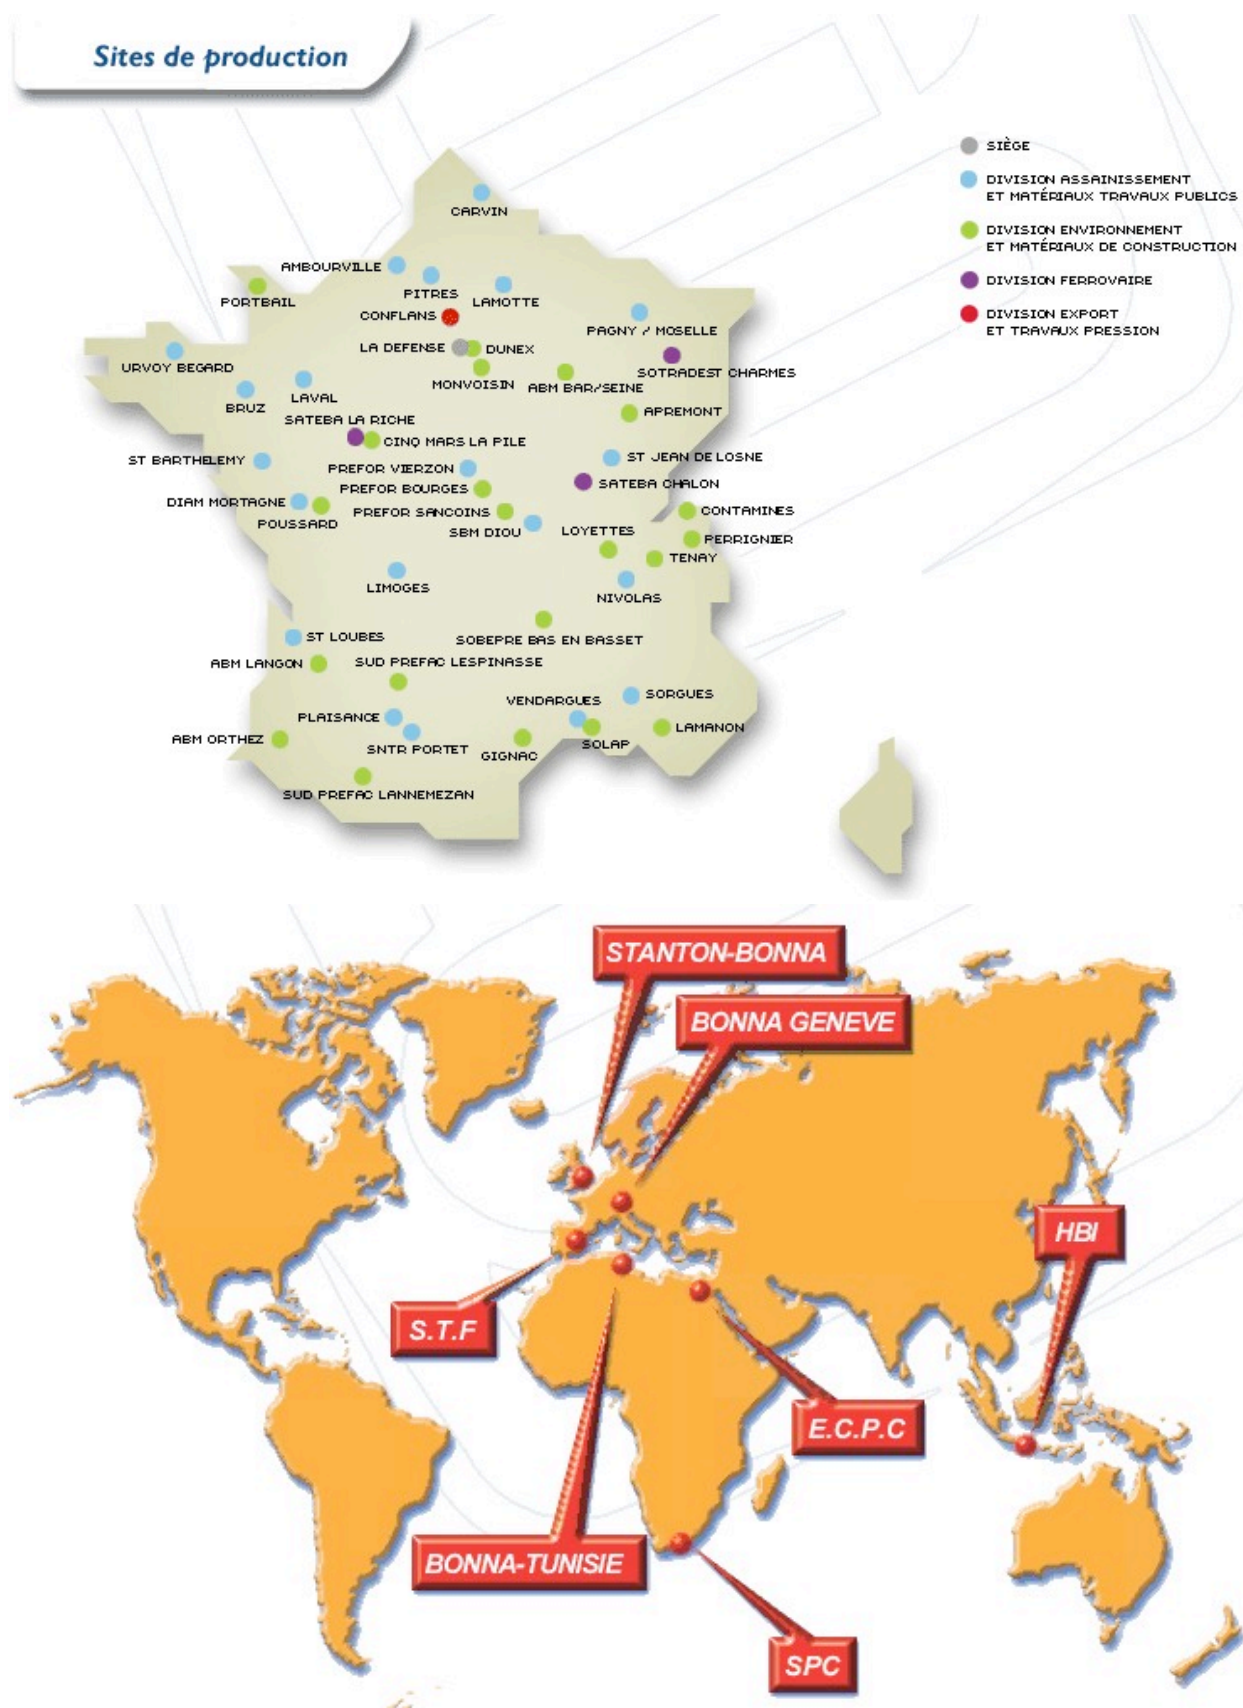 Sites de production
SIÈGE
DIVISION ASSAINISSEMENT
ET MATÉRIAUX TRAVAUX PUBLICS
DIVISION ENVIRONNEMENT
ET MATÉRIAUX DE CONSTRUCTION
DIVISION FERROVAIRE
DIVISION EXPORT
ET TRAVAUX PRESSION
CARVIN
AMBOURVILLE
PITRES
LAMOTTE
PORTBAIL
CONFLANS
PAGNY / MOSELLE
LA DEFENSE
DUNEX
URVOY BEGARD
SOTRADEST CHARMES
MONVOISIN
ABM BAR/SEINE
LAVAL
BRUZ
APREMONT
SATEBA LA RICHE
CINQ MARS LA PILE
ST BARTHELEMY
ST JEAN DE LOSNE
PREFOR VIERZON
SATEBA CHALON
PREFOR BOURGES
DIAM MORTAGNE
PREFOR SANCOINS
CONTAMINES
POUSSARD
SBM DIOU
LOYETTES
PERRIGNIER
TENAY
LIMOGES
NIVOLAS
ST LOUBES
SOBEPRE BAS EN BASSET
ABM LANGON
SUD PREFAC LESPINASSE
SORGUES
VENDARGUES
PLAISANCE
LAMANON
ABM ORTHEZ
SNTR PORTET
SOLAP
GIGNAC
SUD PREFAC LANNEMEZAN
STANTON-BONNA
BONNA GENEVE
HBI
S.T.F
E.C.P.C
BONNA-TUNISIE
SPC